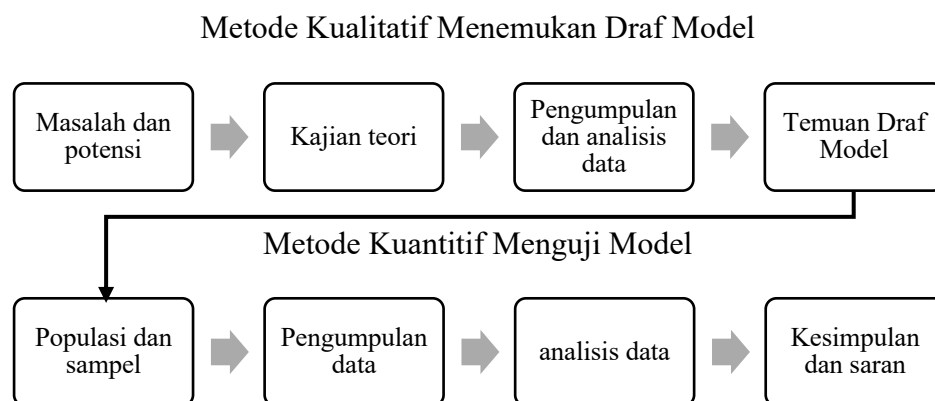 Metode Kualitatif Menemukan Draf Model
Masalah dan
potensi
Kajian teori
Pengumpulan
dan analisis
data
Temuan Draf
Model
Metode Kuantitif Menguji Model
Populasi dan
sampel
Pengumpulan
data
analisis data
Kesimpulan
dan saran